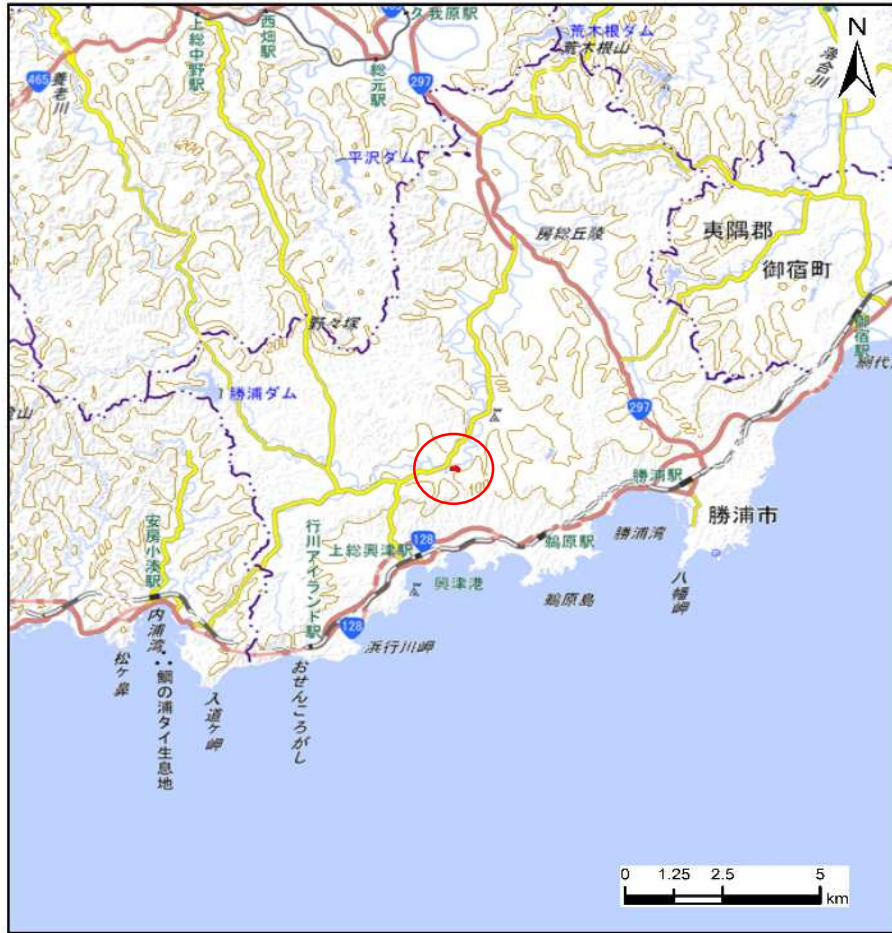 上総中野駅
西畑駅
久我原駅
荒木根ダム
荒木根山
落合川
N
465
養老川
総元駅
297
200
平沢ダム
房総丘陵
夷隅郡
御宿町
御宿駅
野々塚
200
勝浦ダム
297
100
勝浦駅
勝浦市
安房小湊駅
行川アイランド駅
上総興津駅
128
鵜原駅
勝浦湾
興津港
鵜原島
八幡岬
128
浜行川岬
内浦湾
松ヶ鼻
鯛の浦タイ生息地
入道ヶ岬
おせんころがし
0 1.25 2.5 5
km